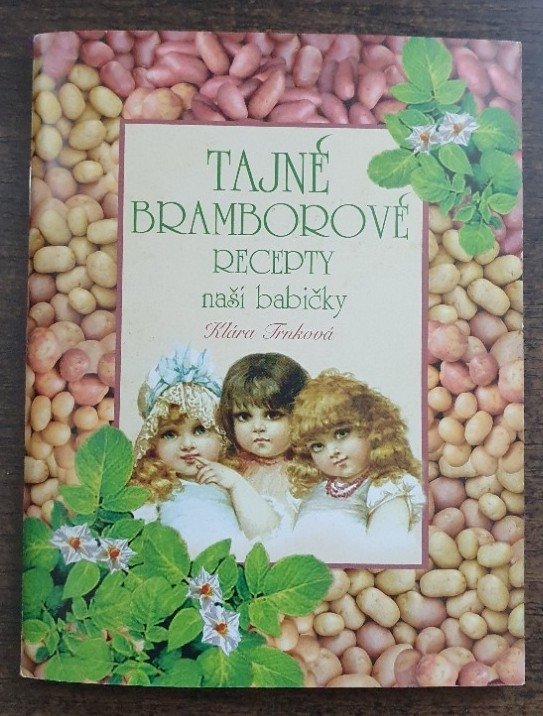 TAJNÉ
BRAMBOROVÉ
RECEPTY
naší babičky
Klára Trnková